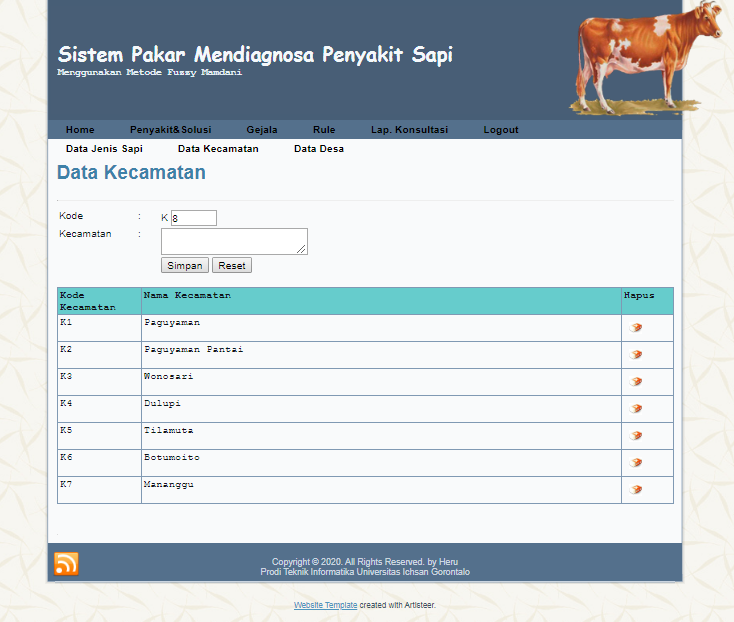 Sistem Pakar Mendiagnosa Penyakit Sapi
Menggunakan Metode Fuzzy Mamdani
Home Penyakit&Solusi Gejala Rule Lap. Konsultasi Logout
Data Jenis Sapi Data Kecamatan Data Desa
Data Kecamatan
Kode : K 8
Kecamatan :
Simpan Reset
Kode Kecamatan Nama Kecamatan Hapus
K1 Paguyaman
K2 Paguyaman Pantai
K3 Wonosari
K4 Dulupi
K5 Tilamuta
K6 Botumoito
K7 Mananggu
Copyright © 2020. All Rights Reserved. by Heru
Prodi Teknik Informatika Universitas Ichsan Gorontalo
Website Template created with Artisteer.